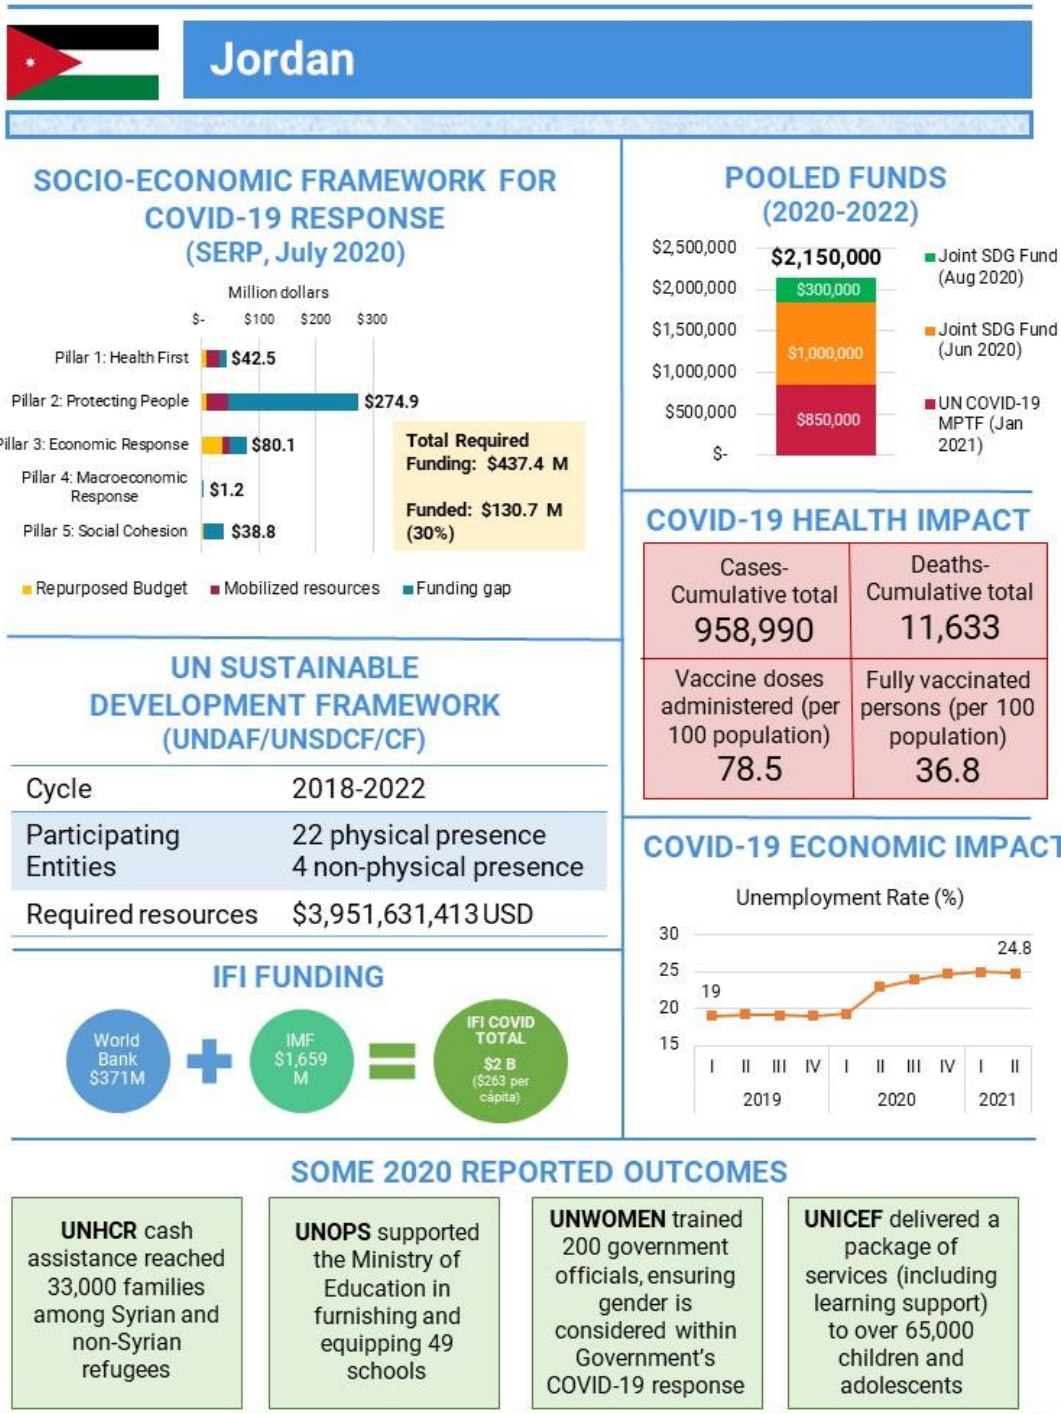 Jordan
SOCIO-ECONOMIC FRAMEWORK FOR
COVID-19 RESPONSE
(SERP, July 2020)
Million dollars
$- $100 $200 $300
Pillar 1: Health First $42.5
Pillar 2: Protecting People $274.9
Pillar 3: Economic Response $80.1
Pillar 4: Macroeconomic
Response $1.2
Pillar 5: Social Cohesion $38.8
Total Required
Funding: $437.4 M
Funded: $130.7 M
(30%)
Repurposed Budget Mobilized resources Funding gap
UN SUSTAINABLE
DEVELOPMENT FRAMEWORK
(UNDAF/UNSDCF/CF)
Cycle 2018-2022
Participating 22 physical presence
Entities 4 non-physical presence
Required resources $3,951,631,413 USD
IFI FUNDING
World
Bank
$371M
IMF
$1,659
M
IFI COVID
TOTAL
$2 B
($263 per
cápita)
POOLED FUNDS
(2020-2022)
$2,500,000
$2,000,000
$1,500,000
$1,000,000
$500,000
$-
$2,150,000
$300,000
$1,000,000
$850,000
Joint SDG Fund
(Aug 2020)
Joint SDG Fund
(Jun 2020)
UN COVID-19
MPTF (Jan
2021)
COVID-19 HEALTH IMPACT
Cases-
Cumulative total
958,990
Deaths-
Cumulative total
11,633
Vaccine doses
administered (per
100 population)
78.5
Fully vaccinated
persons (per 100
population)
36.8
COVID-19 ECONOMIC IMPACT
Unemployment Rate (%)
30
25
20
15
19
24.8
I II III IV I II III IV I II
2019 2020 2021
SOME 2020 REPORTED OUTCOMES
UNHCR cash
assistance reached
33,000 families
among Syrian and
non-Syrian
refugees
UNOPS supported
the Ministry of
Education in
furnishing and
equipping 49
schools
UNWOMEN trained
200 government
officials, ensuring
gender is
considered within
Government's
COVID-19 response
UNICEF delivered a
package of
services (including
learning support)
to over 65,000
children and
adolescents